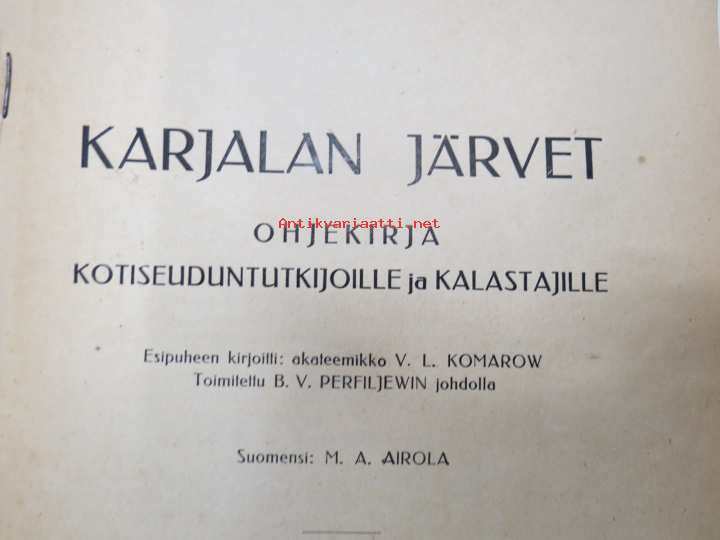 KARJALAN JÄRVET
Antikvariaatti.net
OHJEKIRJA
KOTISEUDUNTUTKIJOILLE ja KALASTAJILLE
Esipuheen kirjoitti: akateemikko V. L. KOMAROW
Toimitettu B. V. PERFILJEWIN johdolla
Suomensi: M. A. AIROLA